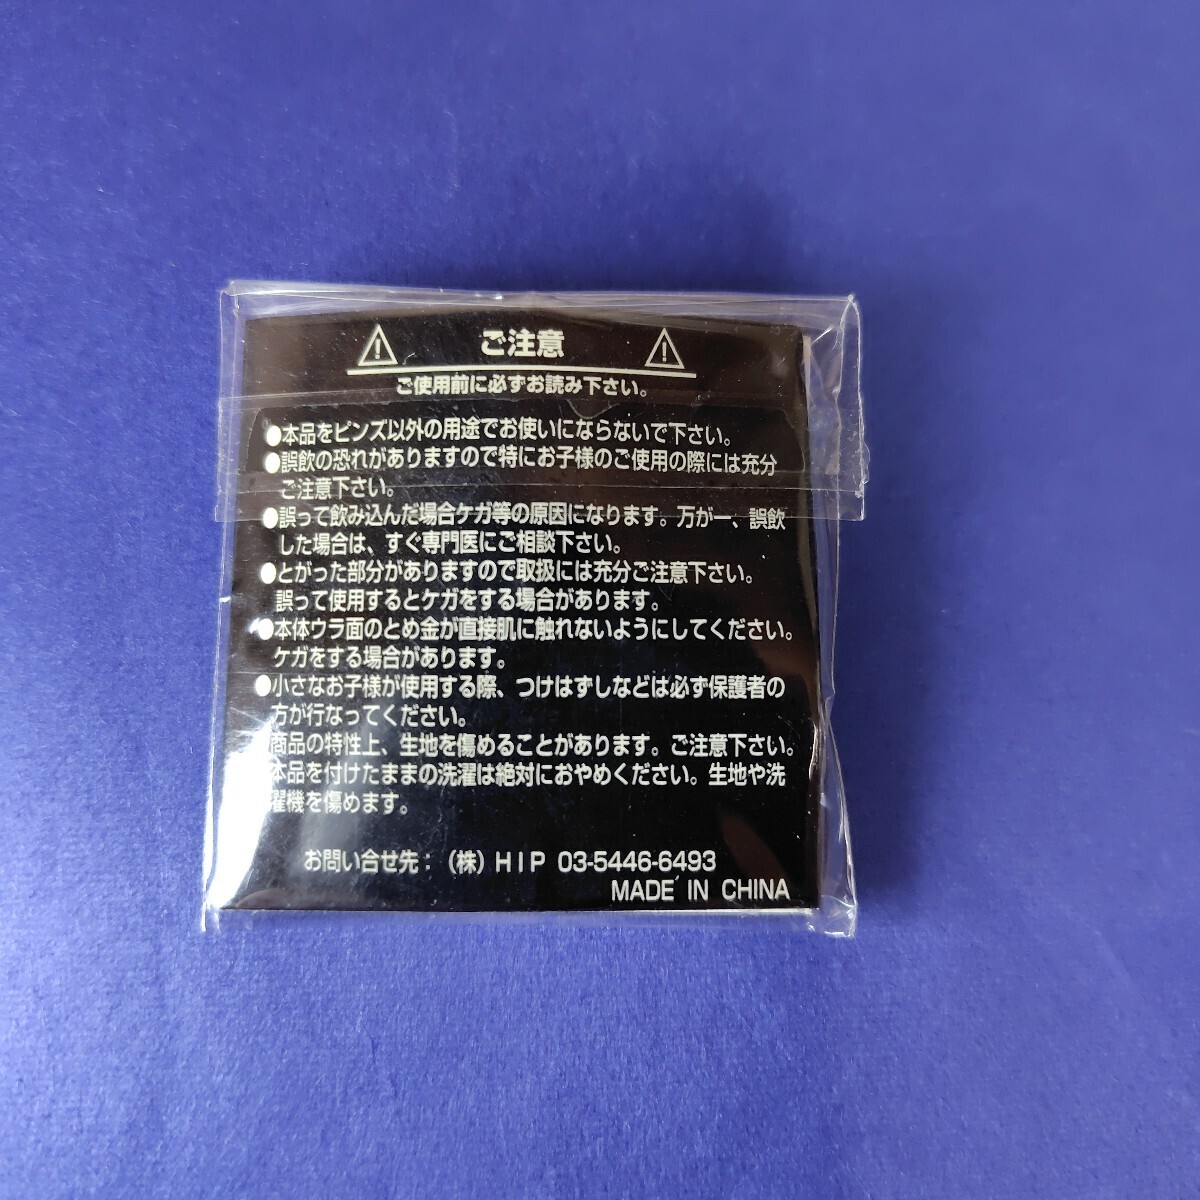 ご注意
ご使用前に必ずお読み下さい。
●本品をピンズ以外の用途でお使いにならないで下さい。
●誤飲の恐れがありますので特にお子様のご使用の際には充分
ご注意下さい。
●誤って飲み込んだ場合ケガ等の原因になります。万が一、誤飲
した場合は、すぐ専門医にご相談下さい。
●とがった部分がありますので取扱には充分ご注意下さい。
誤って使用するとケガをする場合があります。
●本体ウラ面のとめ金が直接肌に触れないようにしてください。
ケガをする場合があります。
●小さなお子様が使用する際、つけはずしなどは必ず保護者の
方が行なってください。
商品の特性上、生地を傷めることがあります。ご注意下さい。
本品を付けたままの洗濯は絶対におやめください。生地や洗
濯機を傷めます。
お問い合せ先：（株）HIP 03-5446-6493
MADE IN CHINA